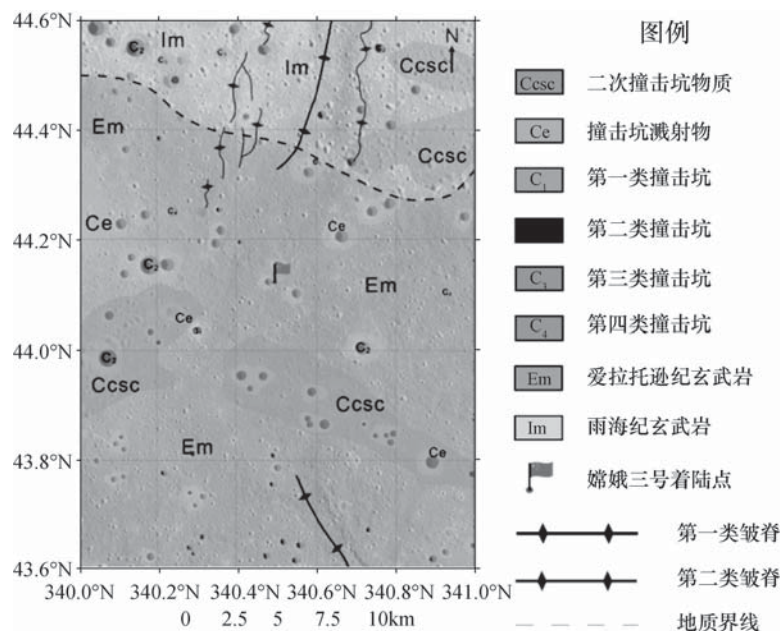 44.6°N
44.4°N
44.2°N
44.0°N
43.8°N
43.6°N
340.0°N 340.2°N 340.4°N 340.6°N 340.8°N 341.0°N
0 2.5 5 7.5 10km
N
C₂
Im
Im
Ccsc
Em
Ccsc
Ce
Ce
C₂
Em
Ce
C₂
C₂
Ccsc
Ccsc
Em
Ce
图例
Ccsc 二次撞击坑物质
Ce 撞击坑溅射物
C₁ 第一类撞击坑
第二类撞击坑
C₃ 第三类撞击坑
C₄ 第四类撞击坑
Em 爱拉托逊纪玄武岩
Im 雨海纪玄武岩
嫦娥三号着陆点
第一类皱脊
第二类皱脊
地质界线